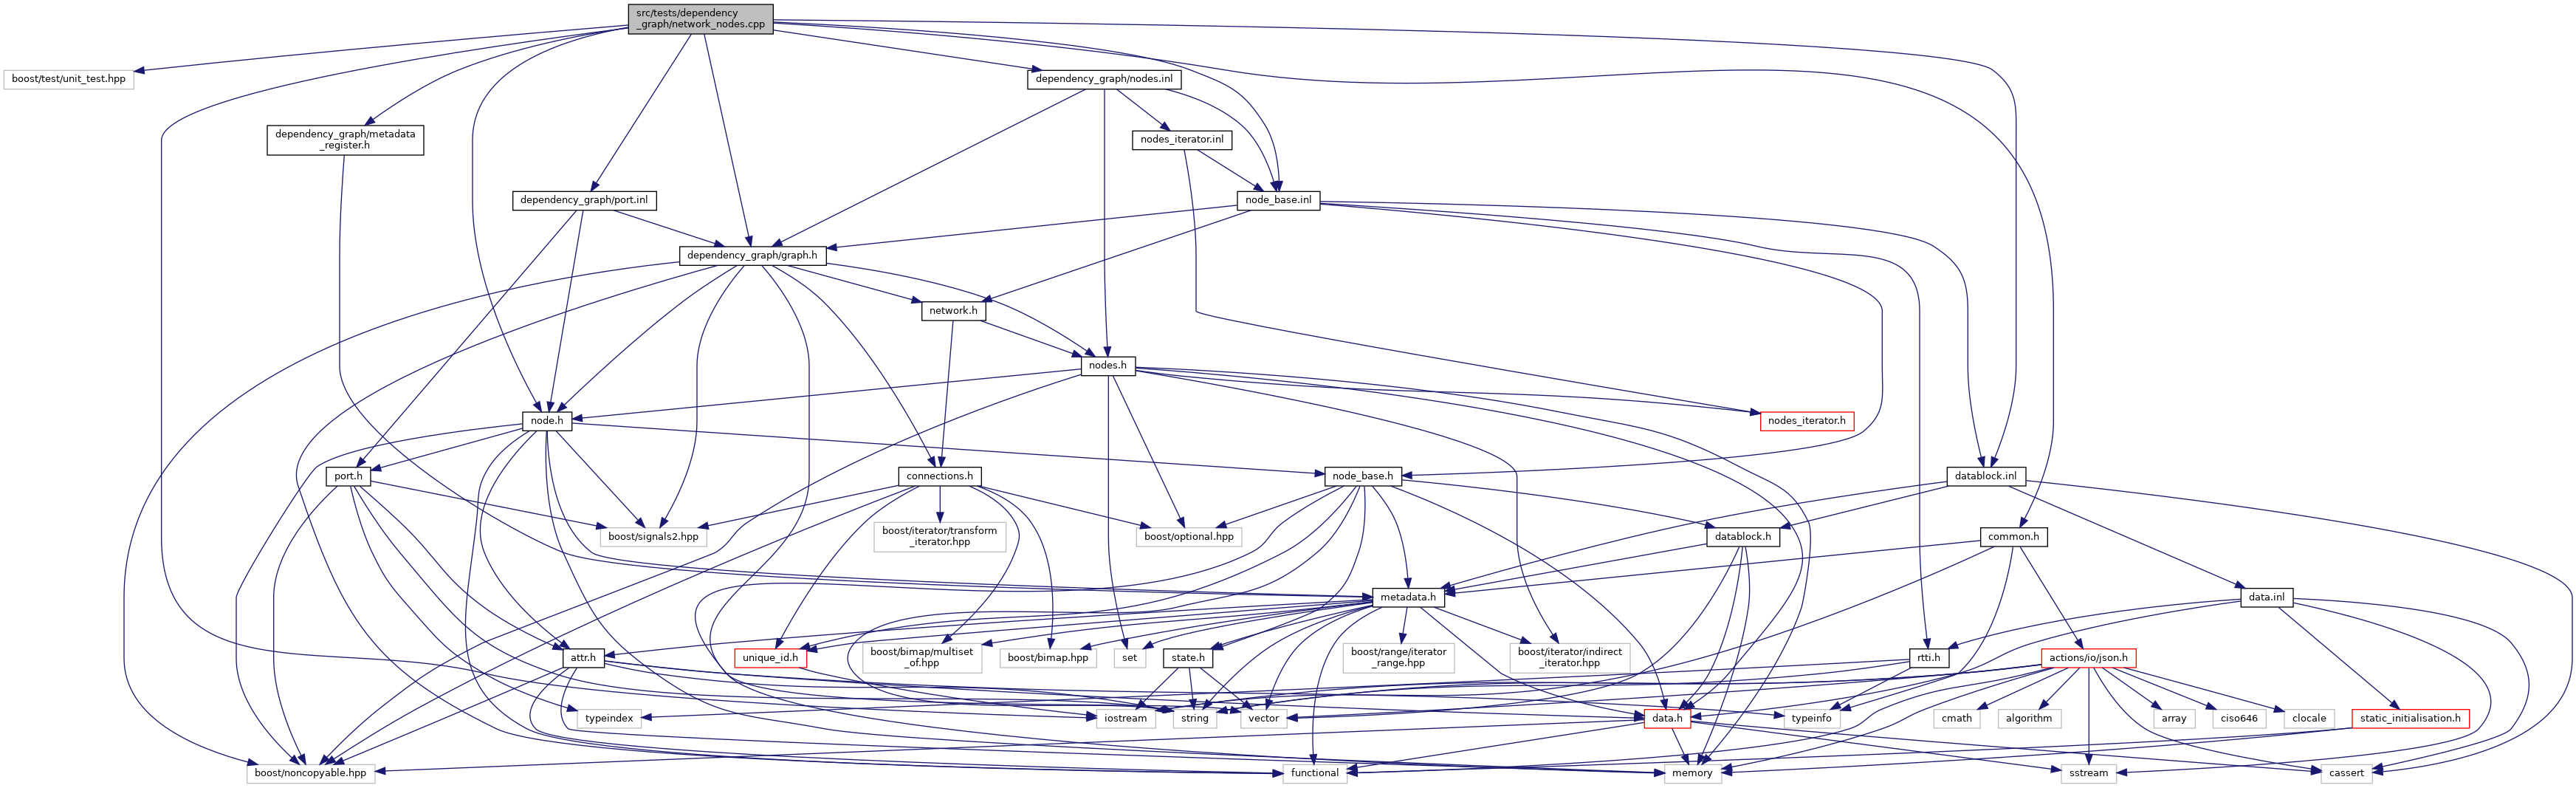 src/tests/dependency
_graph/network_nodes.cpp
boost/test/unit_test.hpp
dependency_graph/nodes.inl
dependency_graph/metadata
_register.h
nodes_iterator.inl
dependency_graph/port.inl
node_base.inl
dependency_graph/graph.h
network.h
nodes.h
node.h
nodes_iterator.h
port.h
connections.h
node_base.h
datablock.inl
boost/signals2.hpp
boost/iterator/transform
_iterator.hpp
boost/optional.hpp
datablock.h
common.h
metadata.h
data.inl
attr.h
unique_id.h
boost/bimap/multiset
_of.hpp
boost/bimap.hpp
set
state.h
boost/range/iterator
_range.hpp
boost/iterator/indirect
_iterator.hpp
rtti.h
actions/io/json.h
typeindex
iostream
string
vector
data.h
typeinfo
cmath
algorithm
array
ciso646
clocale
static_initialisation.h
boost/noncopyable.hpp
functional
memory
sstream
cassert